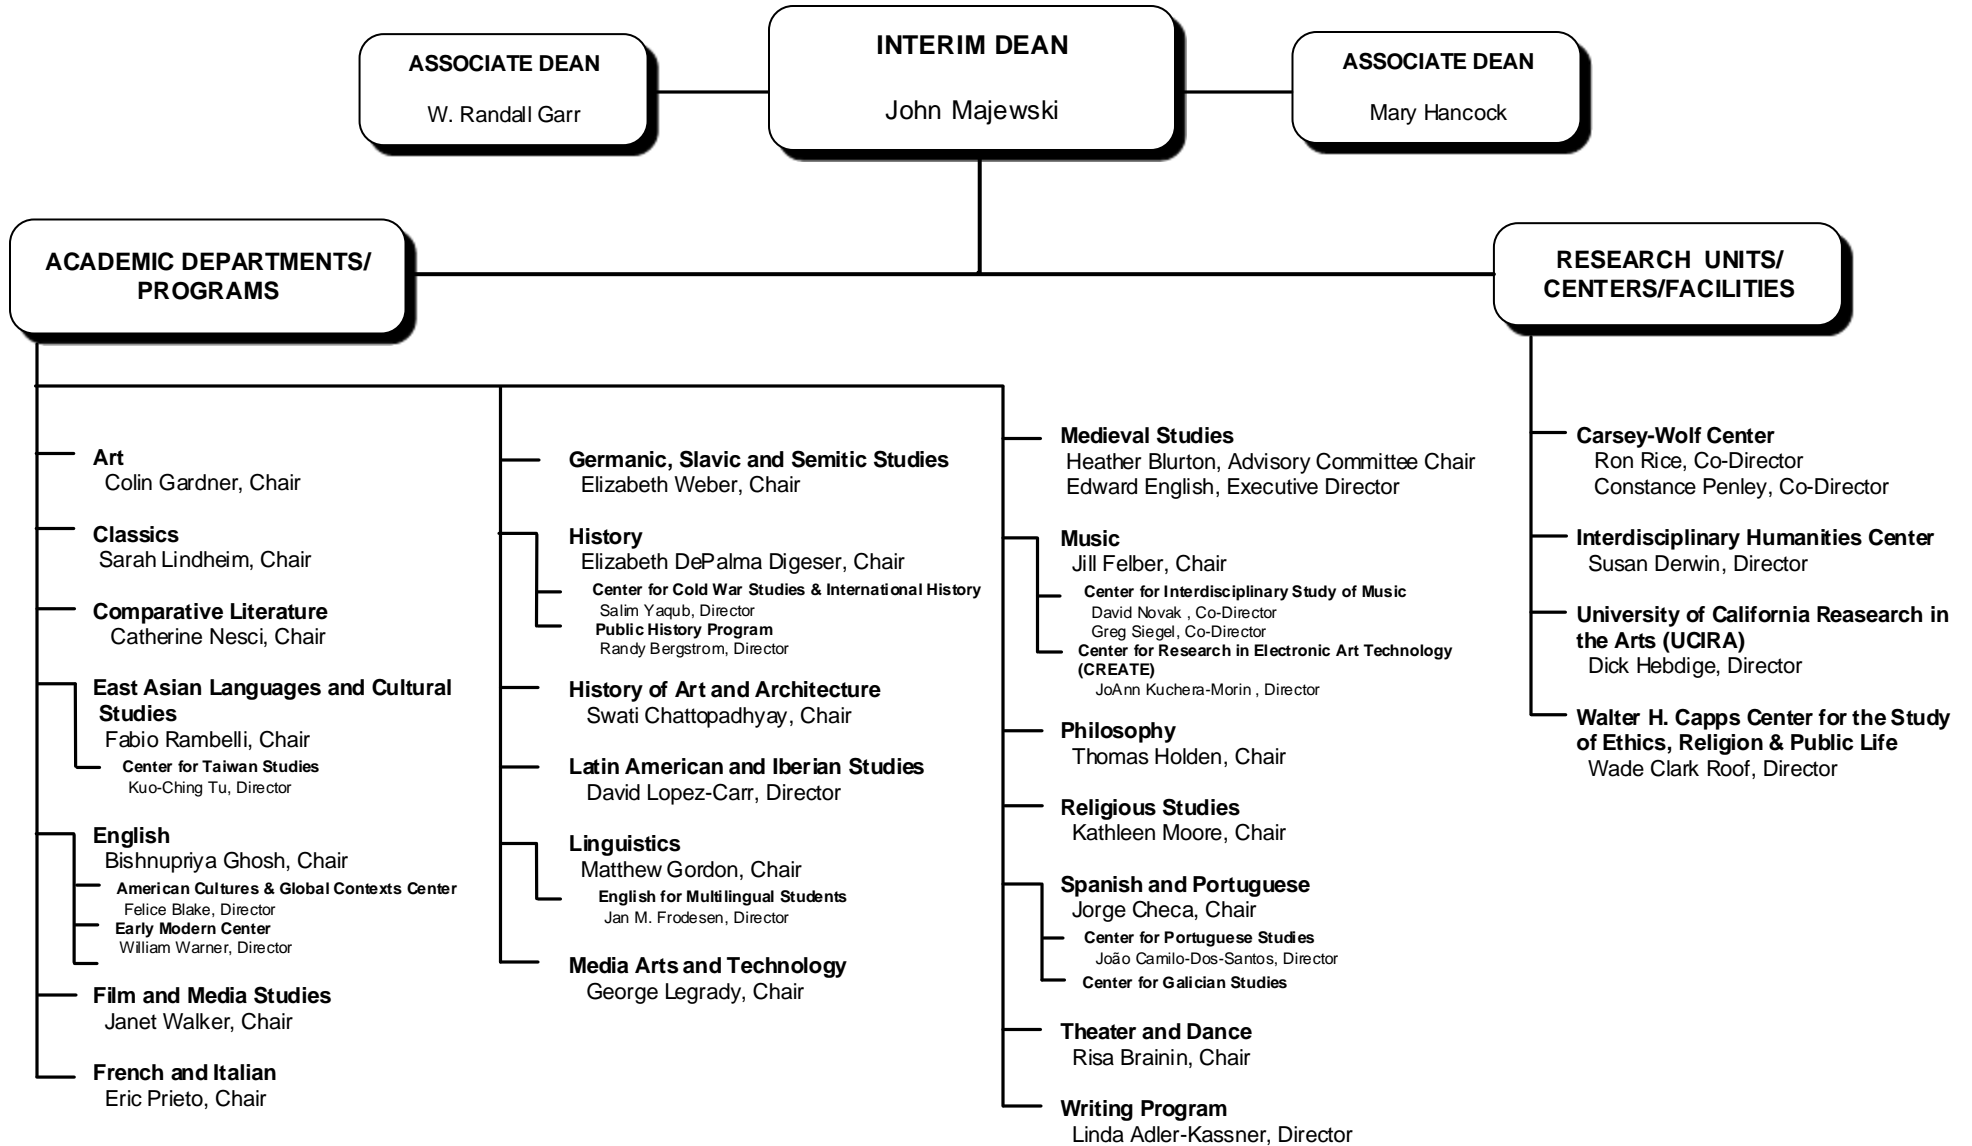 INTERIM DEAN
John Majewski
ASSOCIATE DEAN
W. Randall Garr
ASSOCIATE DEAN
Mary Hancock
ACADEMIC DEPARTMENTS/
PROGRAMS
RESEARCH UNITS/
CENTERS/FACILITIES
Art
Colin Gardner, Chair
Classics
Sarah Lindheim, Chair
Comparative Literature
Catherine Nesci, Chair
East Asian Languages and Cultural
Studies
Fabio Rambelli, Chair
Center for Taiwan Studies
Kuo-Ching Tu, Director
English
Bishnupriya Ghosh, Chair
American Cultures & Global Contexts Center
Felice Blake, Director
Early Modern Center
William Warner, Director
Film and Media Studies
Janet Walker, Chair
French and Italian
Eric Prieto, Chair
Germanic, Slavic and Semitic Studies
Elizabeth Weber, Chair
History
Elizabeth DePalma Digeser, Chair
Center for Cold War Studies & International History
Salim Yaqub, Director
Public History Program
Randy Bergstrom, Director
History of Art and Architecture
Swati Chattopadhyay, Chair
Latin American and Iberian Studies
David Lopez-Carr, Director
Linguistics
Matthew Gordon, Chair
English for Multilingual Students
Jan M. Frodesen, Director
Media Arts and Technology
George Legrady, Chair
Medieval Studies
Heather Blurton, Advisory Committee Chair
Edward English, Executive Director
Music
Jill Felber, Chair
Center for Interdisciplinary Study of Music
David Novak , Co-Director
Greg Siegel, Co-Director
Center for Research in Electronic Art Technology
(CREATE)
JoAnn Kuchera-Morin , Director
Philosophy
Thomas Holden, Chair
Religious Studies
Kathleen Moore, Chair
Spanish and Portuguese
Jorge Checa, Chair
Center for Portuguese Studies
João Camilo-Dos-Santos, Director
Center for Galician Studies
Theater and Dance
Risa Brainin, Chair
Writing Program
Linda Adler-Kassner, Director
Carsey-Wolf Center
Ron Rice, Co-Director
Constance Penley, Co-Director
Interdisciplinary Humanities Center
Susan Derwin, Director
University of California Reasearch in
the Arts (UCIRA)
Dick Hebdige, Director
Walter H. Capps Center for the Study
of Ethics, Religion & Public Life
Wade Clark Roof, Director